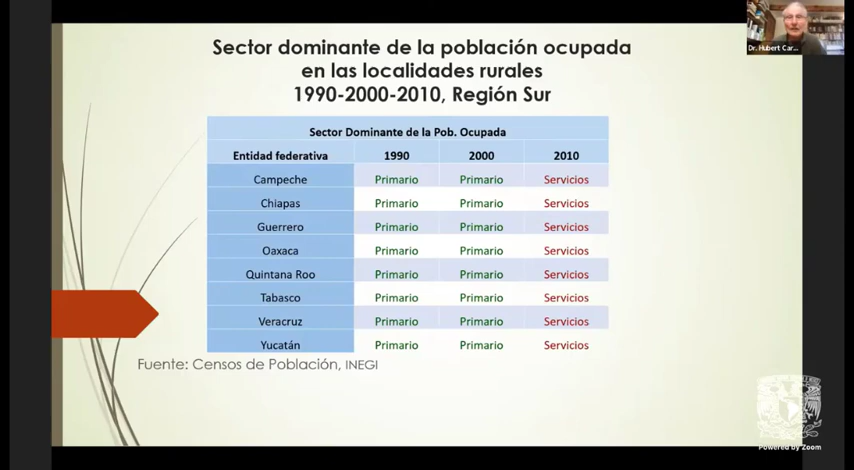 Dr. Hubert Car...
Sector dominante de la población ocupada
en las localidades rurales
1990-2000-2010, Región Sur
Sector Dominante de la Pob. Ocupada
Entidad federativa 1990 2000 2010
Campeche Primario Primario Servicios
Chiapas Primario Primario Servicios
Guerrero Primario Primario Servicios
Oaxaca Primario Primario Servicios
Quintana Roo Primario Primario Servicios
Tabasco Primario Primario Servicios
Veracruz Primario Primario Servicios
Yucatán Primario Primario Servicios
Fuente: Censos de Población, INEGI
Powered by Zoom